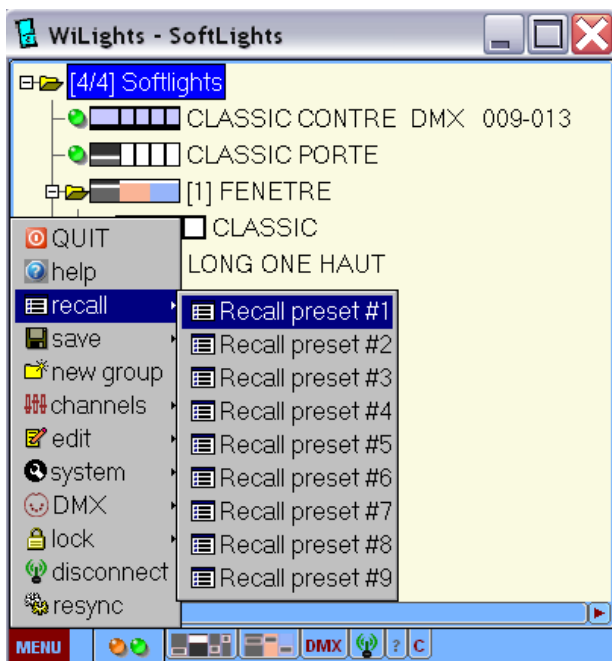 WiLights - SoftLights
[4/4] Softlights
CLASSIC CONTRE DMX 009-013
CLASSIC PORTE
[1] FENETRE
CLASSIC
LONG ONE HAUT
QUIT
help
recall
save
new group
channels
edit
system
DMX
lock
disconnect
resync
Recall preset #1
Recall preset #2
Recall preset #3
Recall preset #4
Recall preset #5
Recall preset #6
Recall preset #7
Recall preset #8
Recall preset #9
MENU DMX ? C